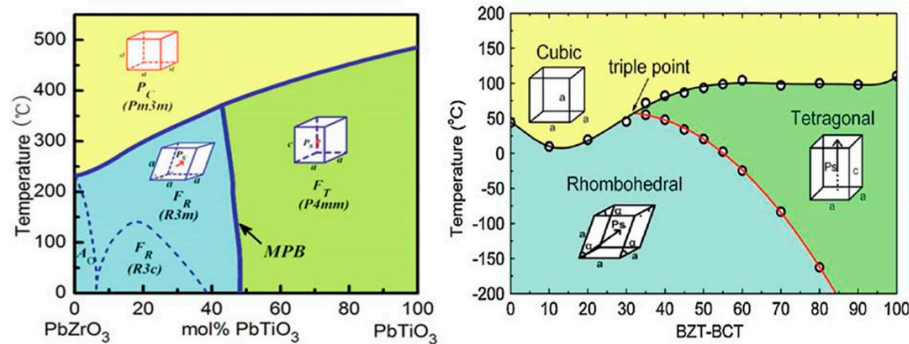 Temperature (℃)
500
400
300
200
100
0
P_C
(Pm3m)
c
a
a
P_S
a
a
a
F_R
(R3m)
P_S
F_T
(P4mm)
A_O
F_R
(R3c)
MPB
0 20 40 60 80 100
PbZrO₃ mol% PbTiO₃ PbTiO₃
Temperature (°C)
200
150
100
50
0
-50
-100
-150
-200
Cubic
a
a
a
triple point
Tetragonal
Ps
c
a
a
Rhombohedral
α
Ps
α
α
a
a
a
0 10 20 30 40 50 60 70 80 90 100
BZT-BCT